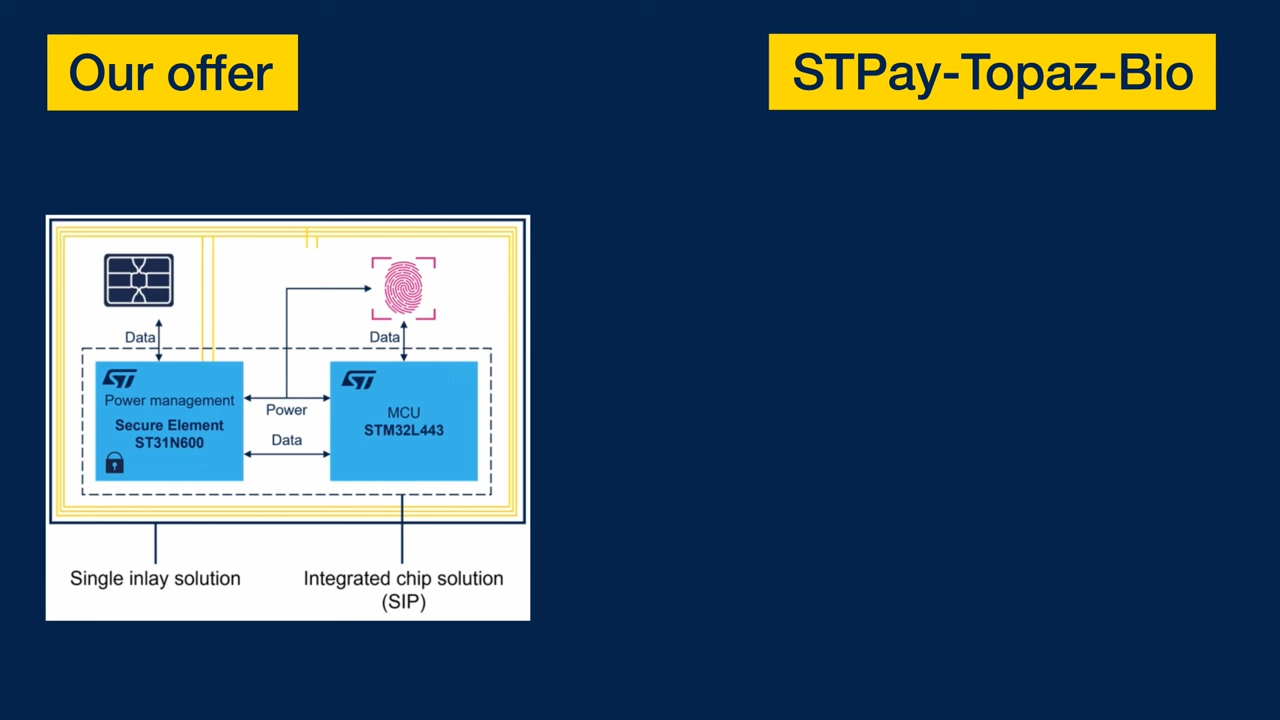 Our offer
STPay-Topaz-Bio
Data
Data
ST
Power management
Secure Element
ST31N600
Power
Data
ST
MCU
STM32L443
Single inlay solution
Integrated chip solution
(SIP)